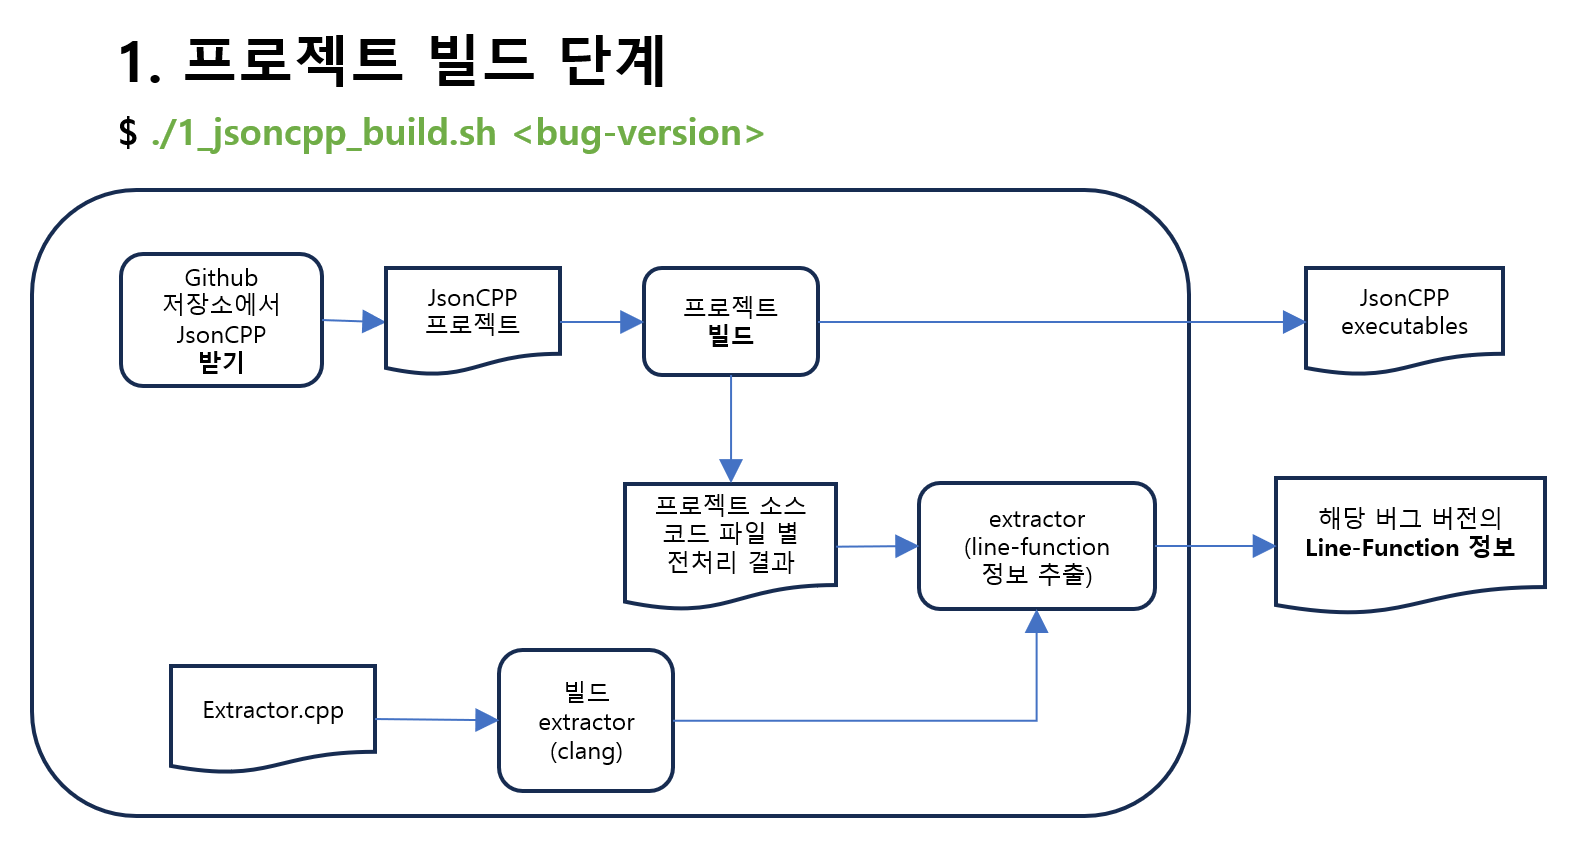 1. 프로젝트 빌드 단계
$ ./1_jsoncpp_build.sh <bug-version>
Github
저장소에서
JsonCPP
받기
JsonCPP
프로젝트
프로젝트
빌드
JsonCPP
executables
프로젝트 소스
코드 파일 별
전처리 결과
extractor
(line-function
정보 추출)
해당 버그 버전의
Line-Function 정보
Extractor.cpp
빌드
extractor
(clang)